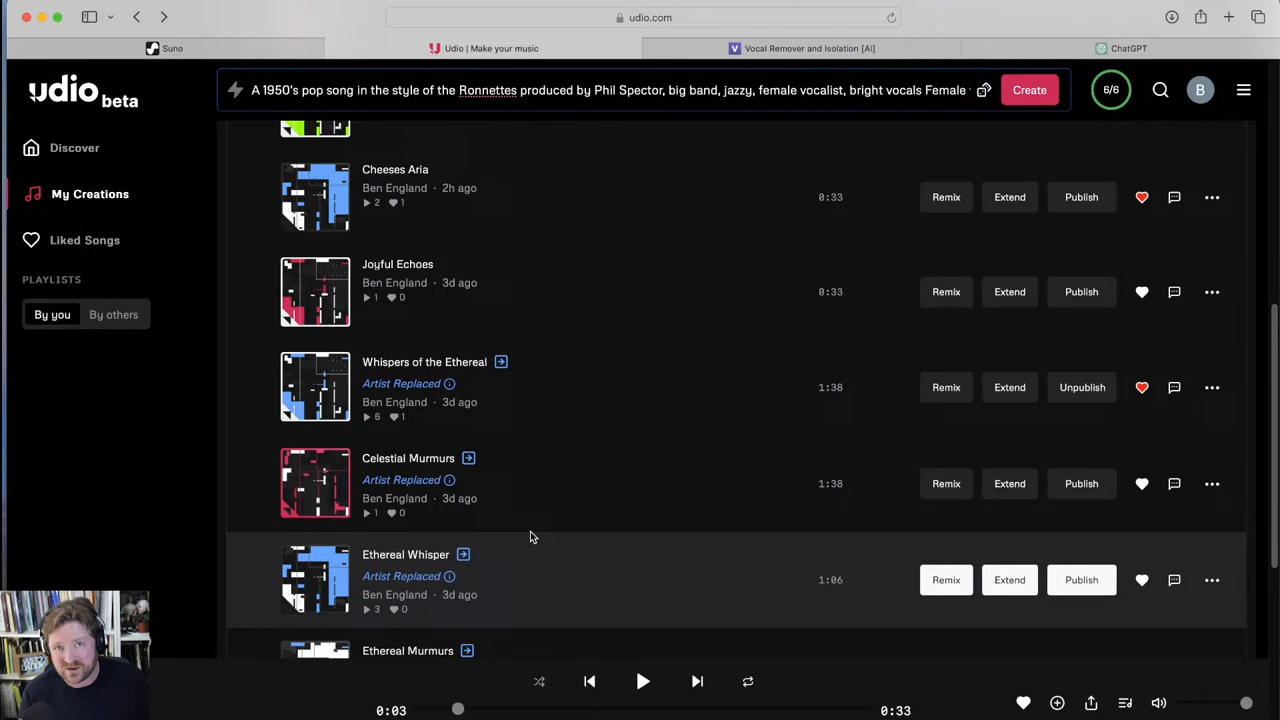 udio.com
Suno
Udio | Make your music
Vocal Remover and Isolation [AI]
ChatGPT
udio beta
A 1950's pop song in the style of the Ronnettes produced by Phil Spector, big band, jazzy, female vocalist, bright vocals Female
Create
6/6
B
Discover
My Creations
Liked Songs
PLAYLISTS
By you
By others
Cheeses Aria
Ben England · 2h ago
2 1
0:33
Remix
Extend
Publish
Joyful Echoes
Ben England · 3d ago
1 0
0:33
Remix
Extend
Publish
Whispers of the Ethereal
Artist Replaced
Ben England · 3d ago
6 1
1:38
Remix
Extend
Unpublish
Celestial Murmurs
Artist Replaced
Ben England · 3d ago
1 0
1:38
Remix
Extend
Publish
Ethereal Whisper
Artist Replaced
Ben England · 3d ago
3 0
1:06
Remix
Extend
Publish
Ethereal Murmurs
0:03
0:33